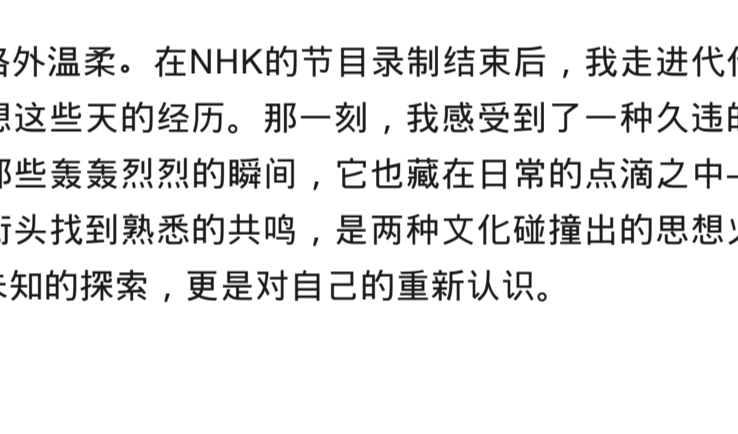 外温柔。在NHK的节目录制结束后，我走进代
想这些天的经历。那一刻，我感受到了一种久违的
那些轰轰烈烈的瞬间，它也藏在日常的点滴之中
街头找到熟悉的共鸣，是两种文化碰撞出的思想火
未知的探索，更是对自己的重新认识。